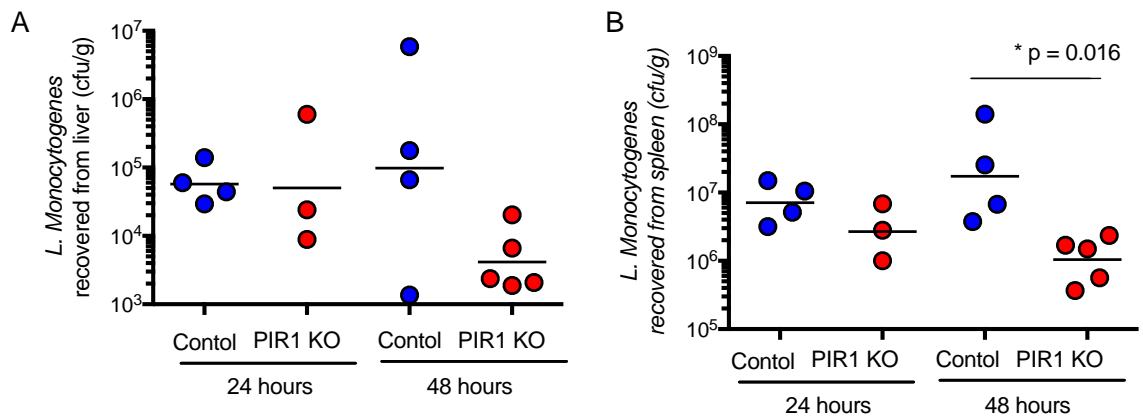 A
L. Monocytogenes
recovered from liver (cfu/g)
10^7
10^6
10^5
10^4
10^3
Contol PIR1 KO Contol PIR1 KO
24 hours 48 hours
B
L. Monocytogenes
recovered from spleen (cfu/g)
10^9
10^8
10^7
10^6
10^5
* p = 0.016
Contol PIR1 KO Contol PIR1 KO
24 hours 48 hours